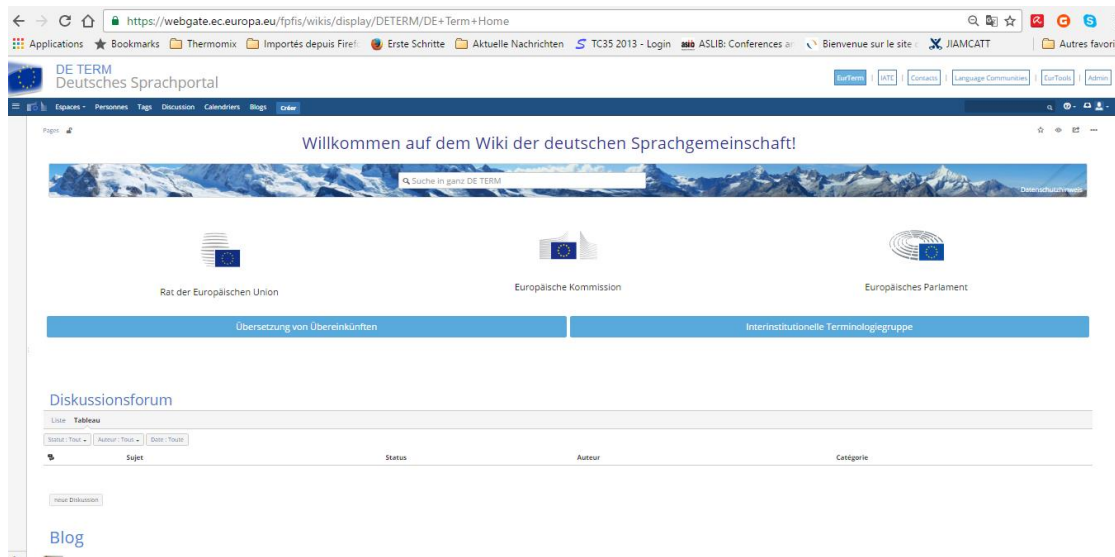 https://webgate.ec.europa.eu/fpfis/wikis/display/DETERM/DE+Term+Home
Applications Bookmarks Thermomix Importés depuis Firef Erste Schritte Aktuelle Nachrichten TC35 2013 - Login ASLIB: Conferences an Bienvenue sur le site JIAMCATT Autres favori
DE TERM
Deutsches Sprachportal
EurTerm | IATE | Contacts | Language Communities | EurTools | Admin
Espaces Personnes Tags Discussion Calendriers Blogs Créer
Pages
Willkommen auf dem Wiki der deutschen Sprachgemeinschaft!
Suche in ganz DE TERM
Datenschutzhinweis
Rat der Europäischen Union
Europäische Kommission
Europäisches Parlament
Übersetzung von Übereinkünften
Interinstitutionelle Terminologiegruppe
Diskussionsforum
Liste Tableau
Statut : Tout Auteur : Tous Date : Toute
Sujet Status Auteur Catégorie
neue Diskussion
Blog